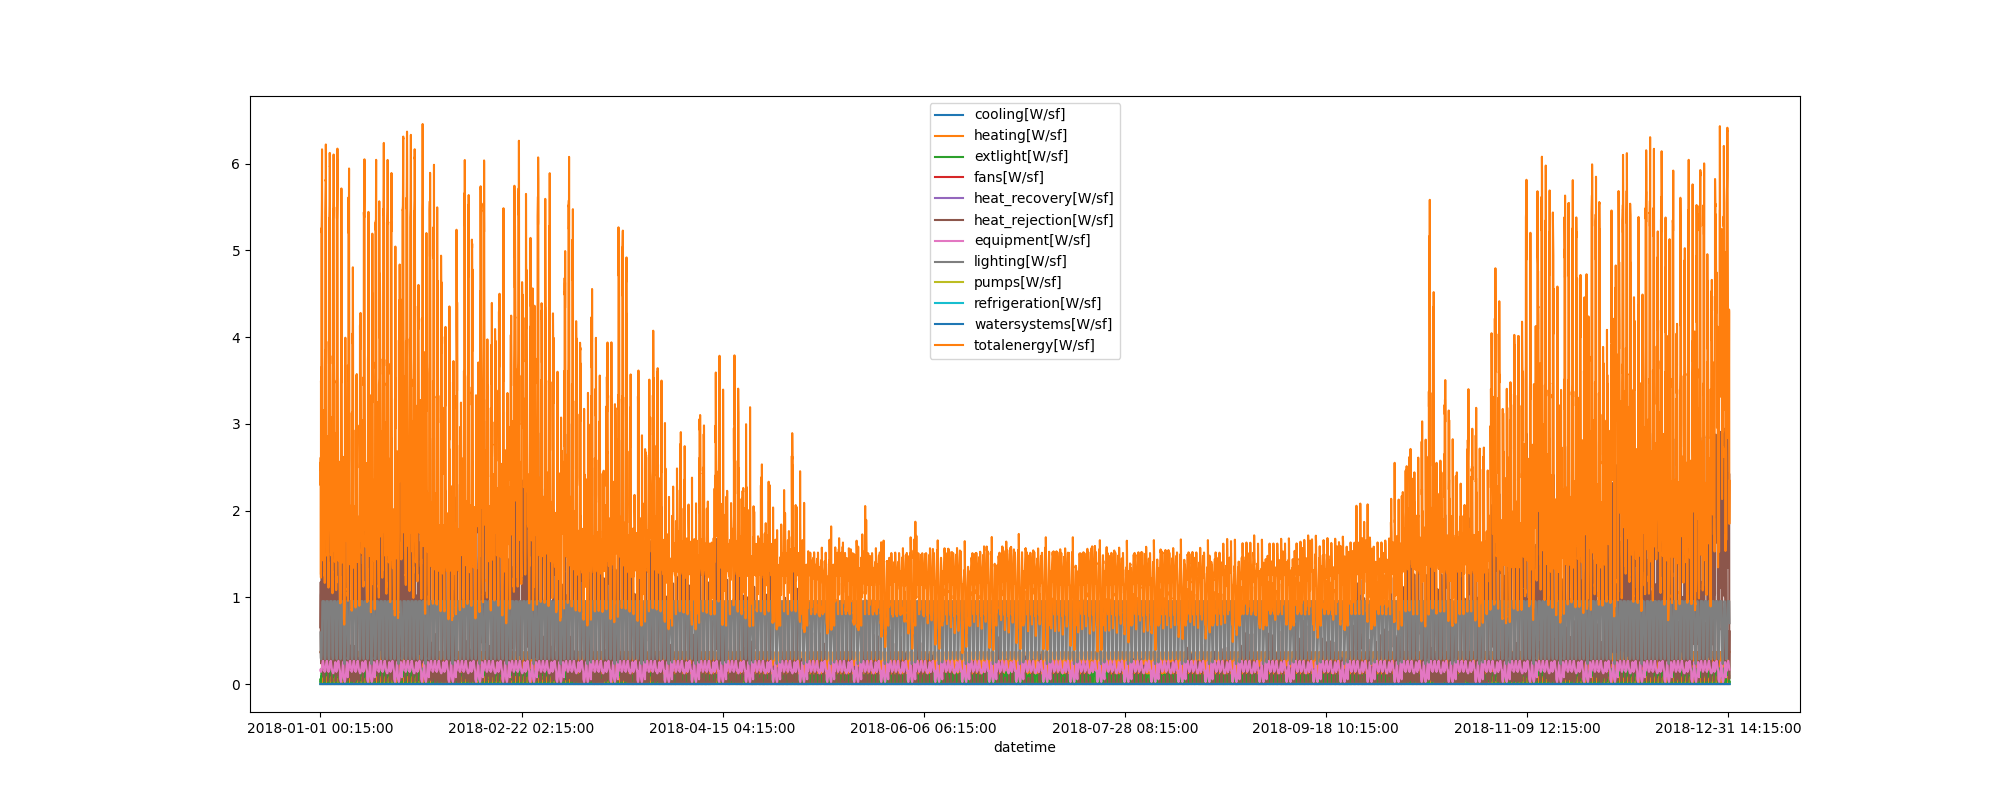 cooling[W/sf]
heating[W/sf]
extlight[W/sf]
fans[W/sf]
heat_recovery[W/sf]
heat_rejection[W/sf]
equipment[W/sf]
lighting[W/sf]
pumps[W/sf]
refrigeration[W/sf]
watersystems[W/sf]
totalenergy[W/sf]
6
5
4
3
2
1
0
2018-01-01 00:15:00 2018-02-22 02:15:00 2018-04-15 04:15:00 2018-06-06 06:15:00 2018-07-28 08:15:00 2018-09-18 10:15:00 2018-11-09 12:15:00 2018-12-31 14:15:00
datetime